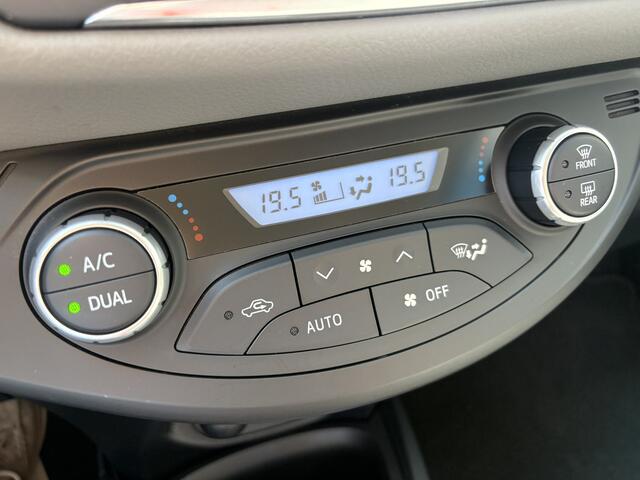 19.5 19.5
FRONT
REAR
A/C
DUAL
AUTO
OFF